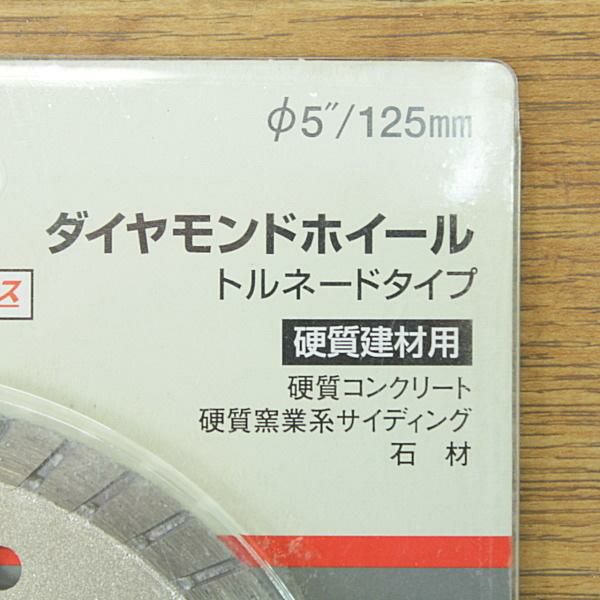 φ5″/125mm
ダイヤモンドホイール
トルネードタイプ
ス
硬質建材用
硬質コンクリート
硬質窯業系サイディング
石 材